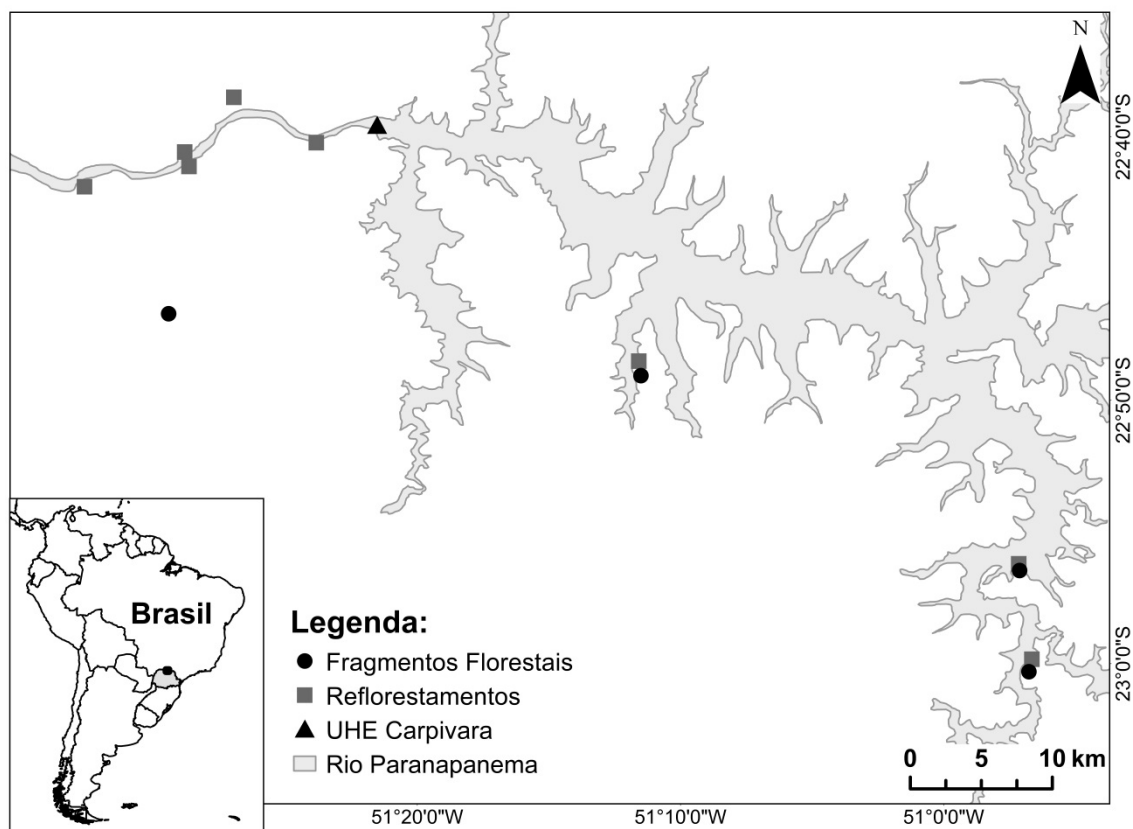 N
22°40'0"S
22°50'0"S
23°0'0"S
Brasil
Legenda:
Fragmentos Florestais
Reflorestamentos
UHE Carpivara
Rio Paranapanema
0 5 10 km
51°20'0"W 51°10'0"W 51°0'0"W